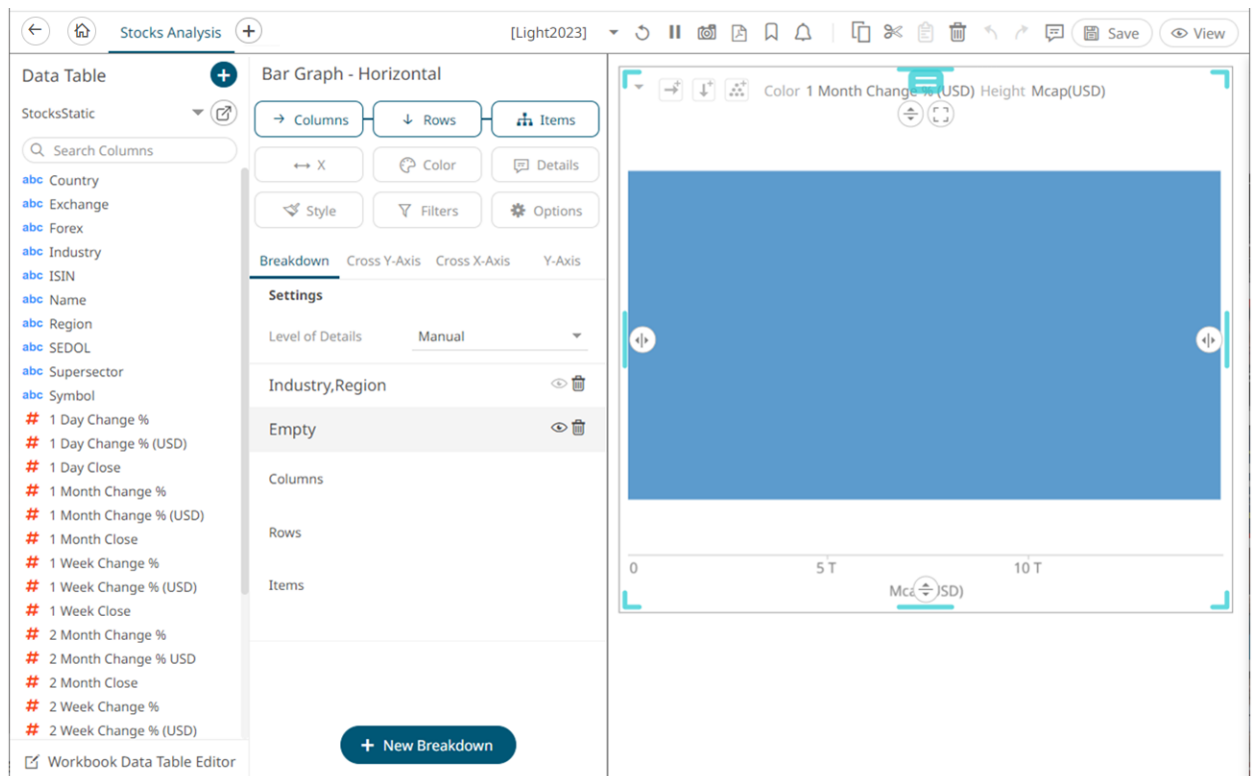 Stocks Analysis
[Light2023]
Save
View
Data Table
StocksStatic
Search Columns
abc Country
abc Exchange
abc Forex
abc Industry
abc ISIN
abc Name
abc Region
abc SEDOL
abc Supersector
abc Symbol
# 1 Day Change %
# 1 Day Change % (USD)
# 1 Day Close
# 1 Month Change %
# 1 Month Change % (USD)
# 1 Month Close
# 1 Week Change %
# 1 Week Change % (USD)
# 1 Week Close
# 2 Month Change %
# 2 Month Change % USD
# 2 Month Close
# 2 Week Change %
# 2 Week Change % (USD)
Workbook Data Table Editor
Bar Graph - Horizontal
Columns
Rows
Items
X
Color
Details
Style
Filters
Options
Breakdown
Cross Y-Axis
Cross X-Axis
Y-Axis
Settings
Level of Details Manual
Industry,Region
Empty
Columns
Rows
Items
+ New Breakdown
Color 1 Month Change % (USD) Height Mcap(USD)
0 5 T 10 T